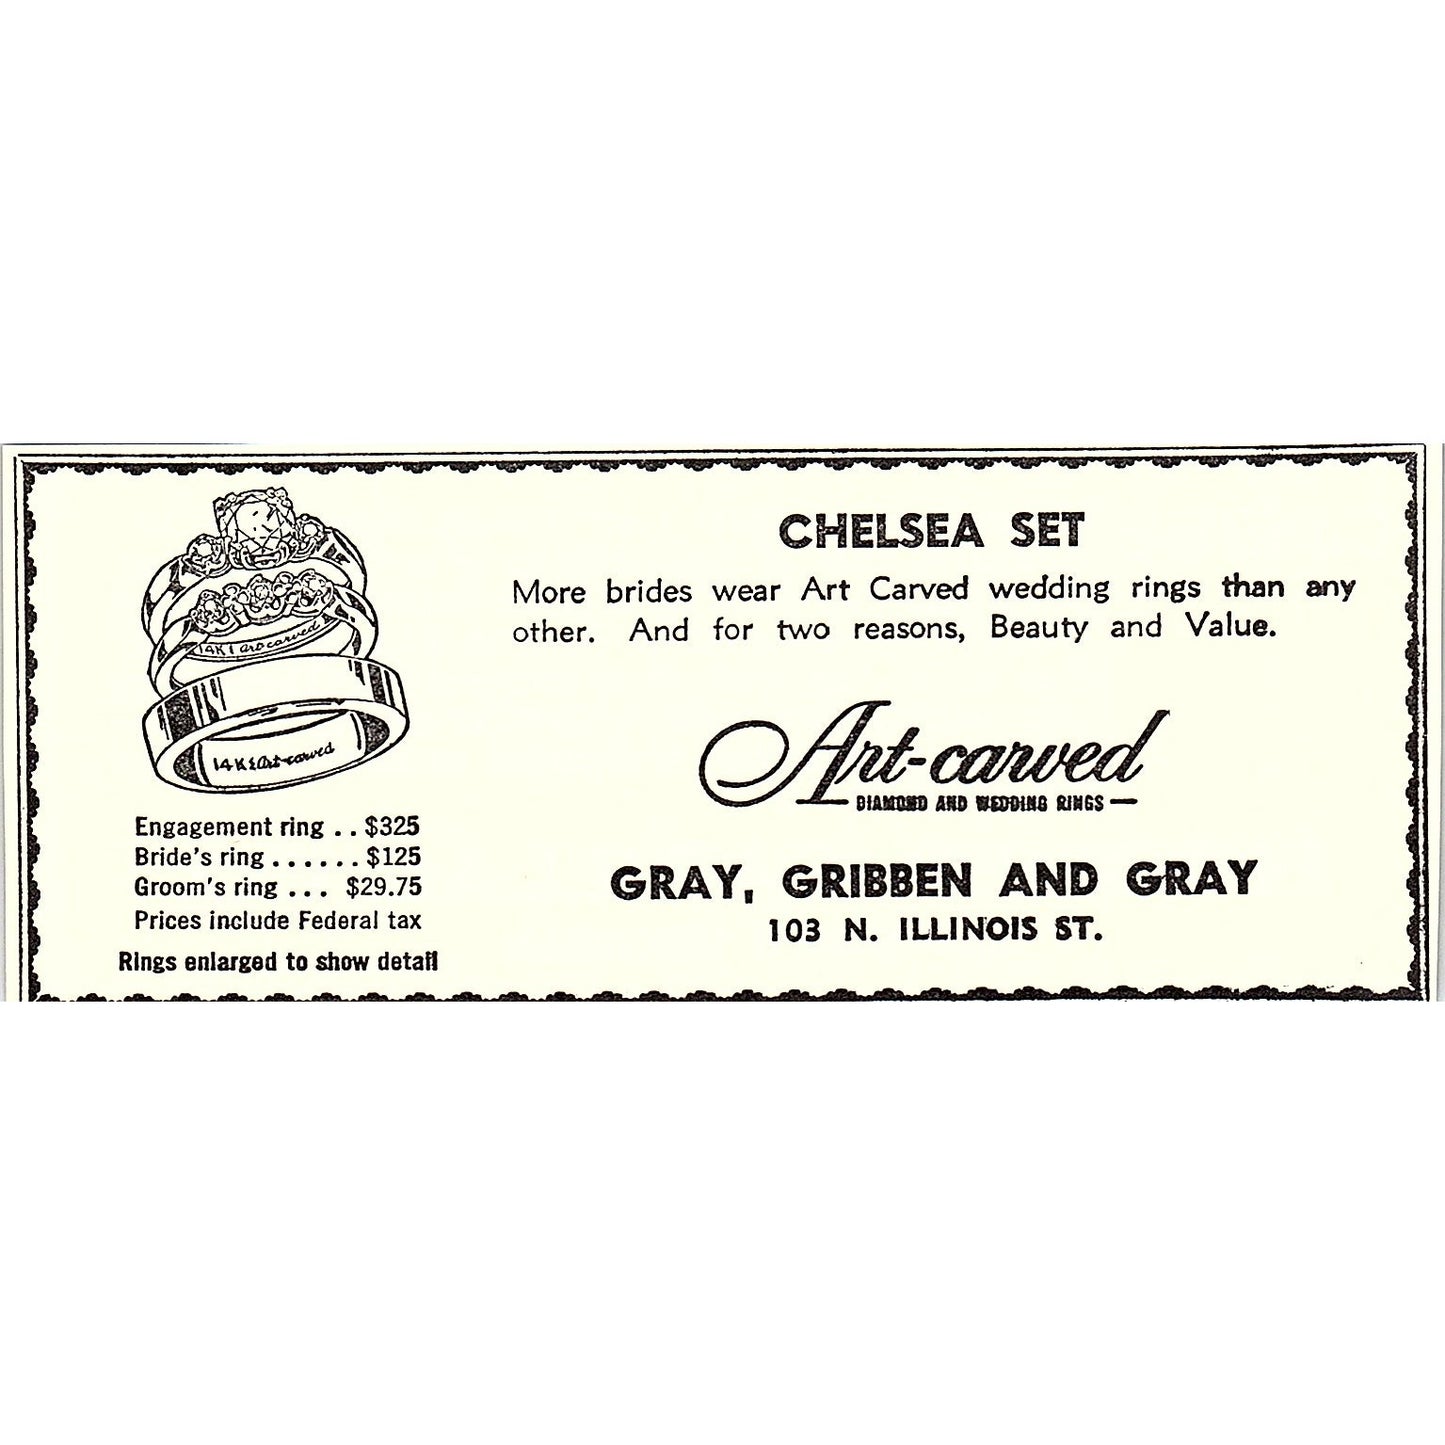 CHELSEA SET
More brides wear Art Carved wedding rings than any
other. And for two reasons, Beauty and Value.
14K Art carved
14K Art-carved
Art-carved
DIAMOND AND WEDDING RINGS
Engagement ring .. $325
Bride's ring ...... $125
Groom's ring ... $29.75
Prices include Federal tax
Rings enlarged to show detail
GRAY, GRIBBEN AND GRAY
103 N. ILLINOIS ST.